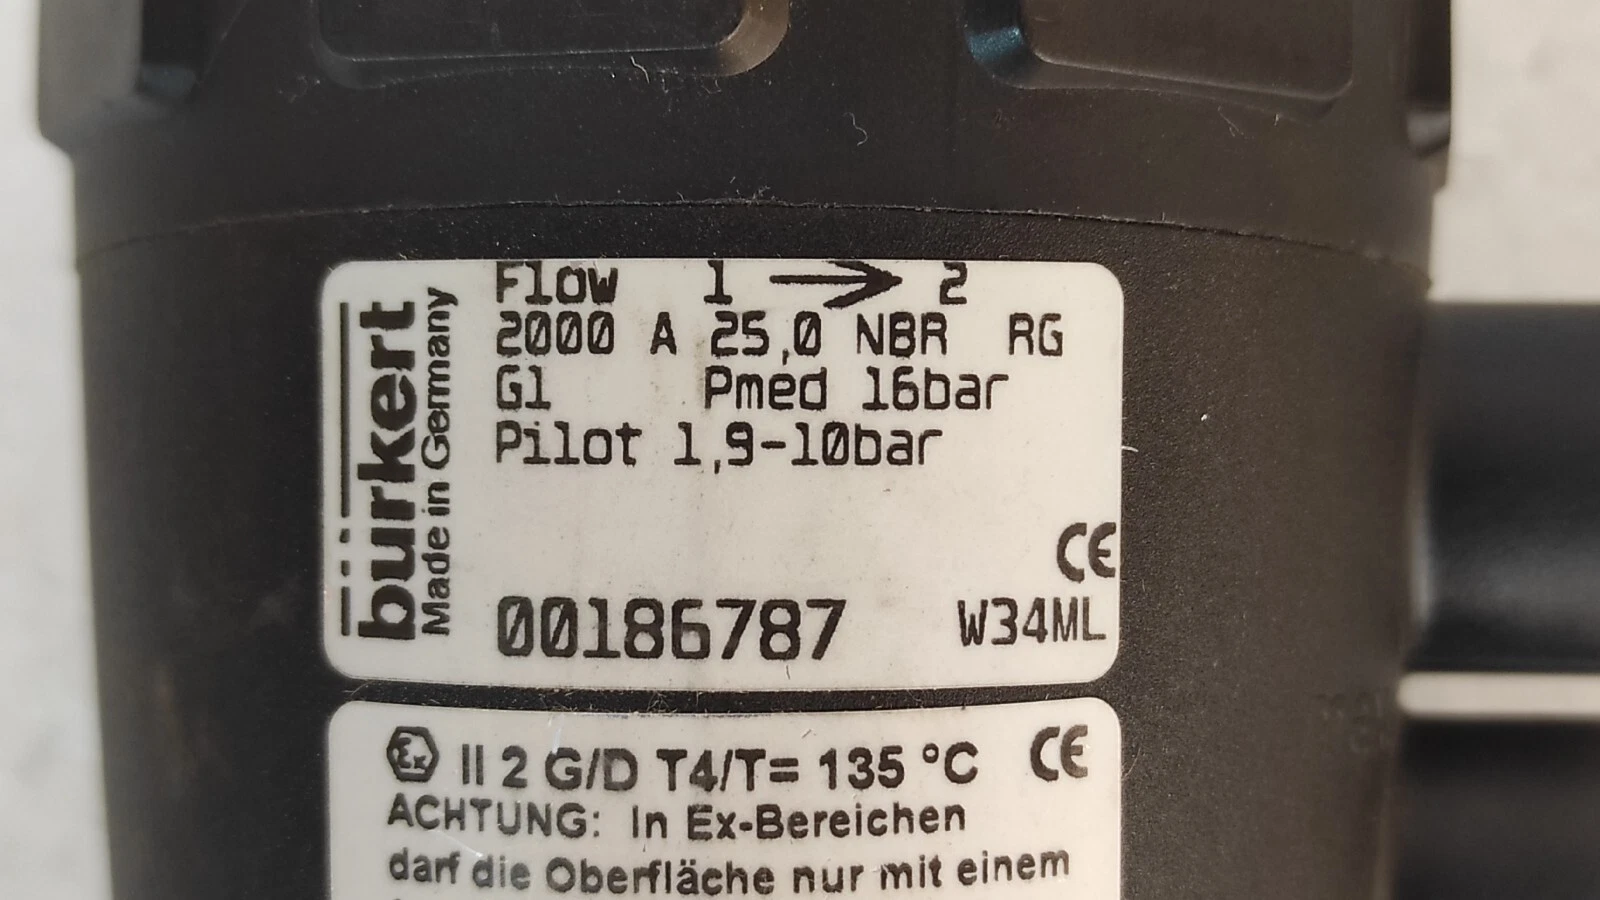 bürkert
Made in Germany
Flow 1 → 2
2000 A 25,0 NBR RG
G1 Pmed 16bar
Pilot 1,9-10bar
CE
00186787 W34ML
Ex II 2 G/D T4/T= 135 °C CE
ACHTUNG: In Ex-Bereichen
darf die Oberfläche nur mit einem